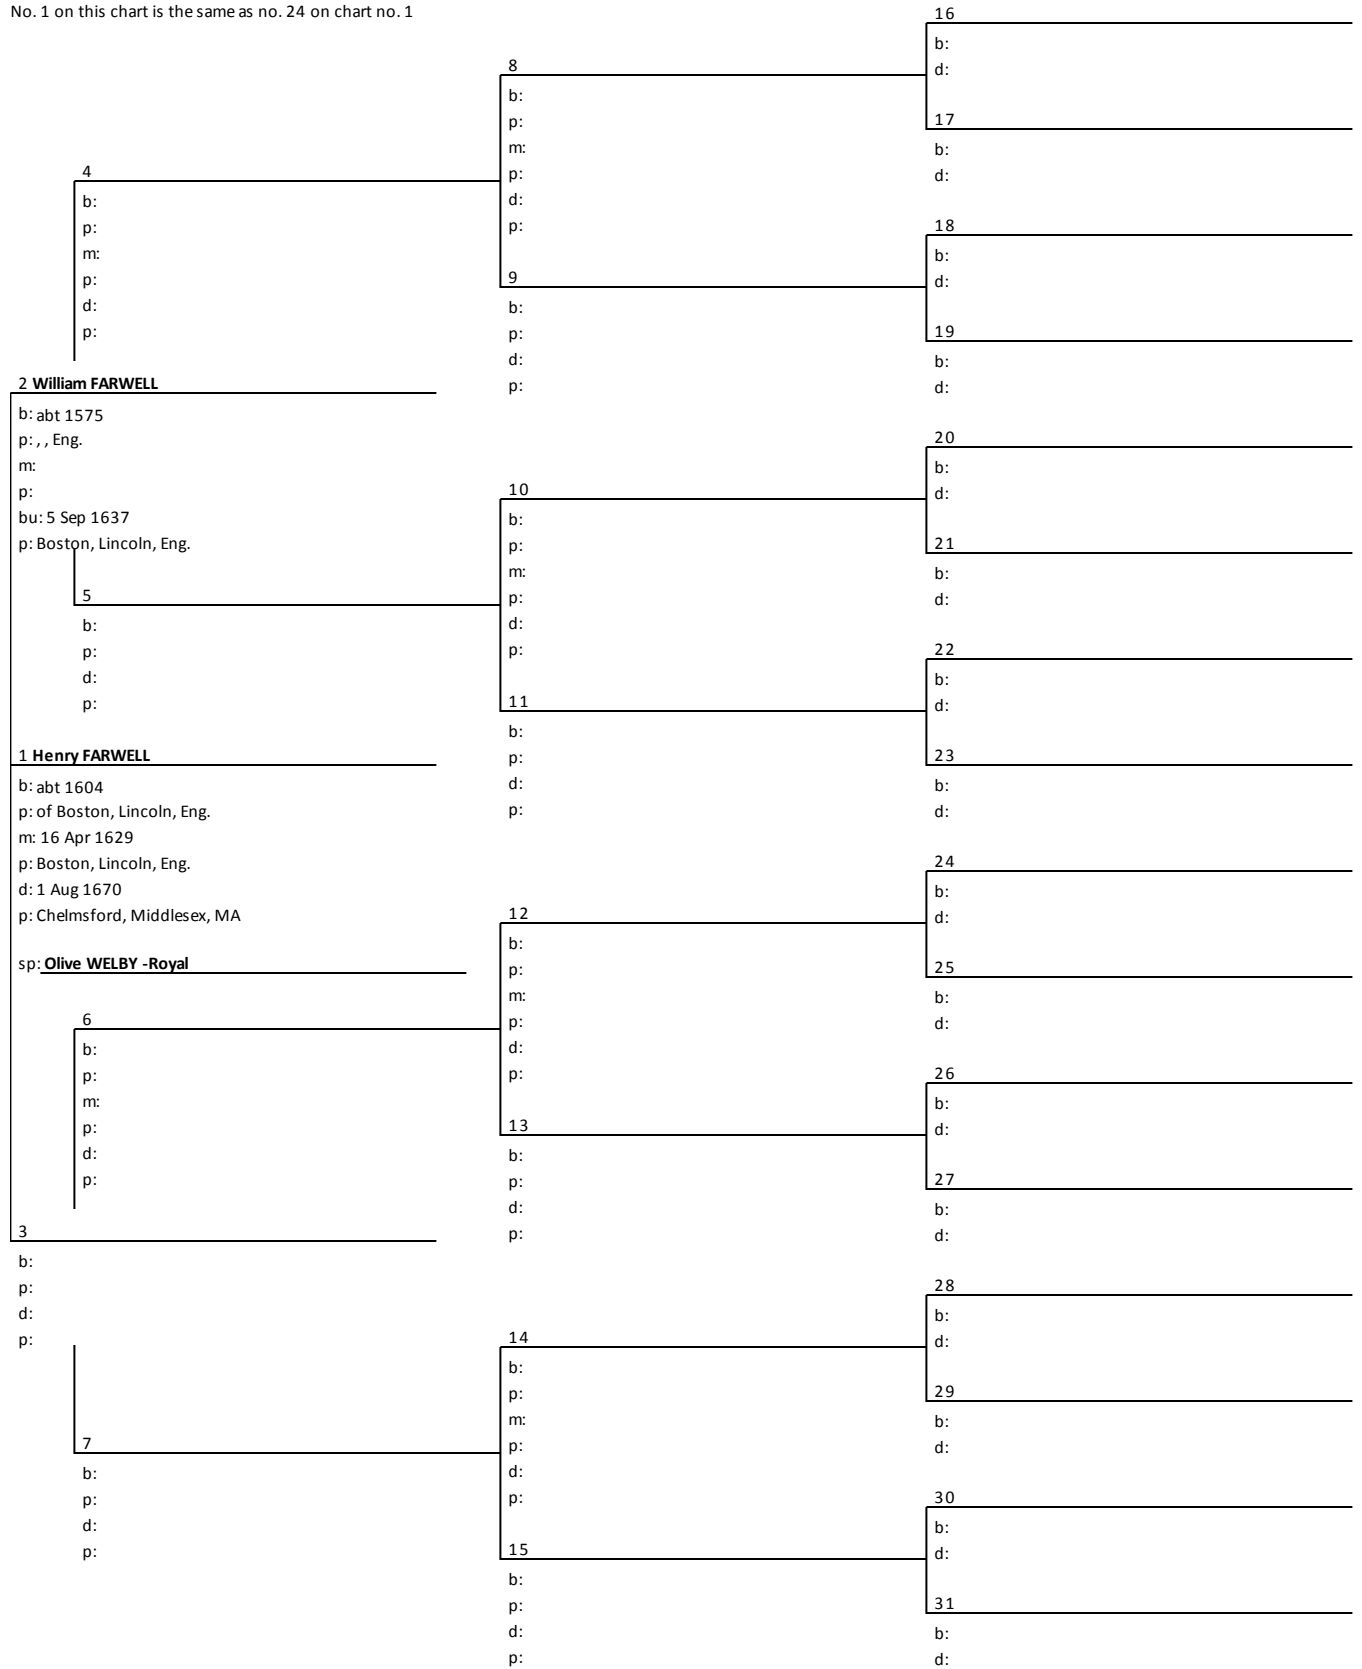 No. 1 on this chart is the same as no. 24 on chart no. 1
2 William FARWELL
b: abt 1575
p: , , Eng.
m:
p:
bu: 5 Sep 1637
p: Boston, Lincoln, Eng.
1 Henry FARWELL
b: abt 1604
p: of Boston, Lincoln, Eng.
m: 16 Apr 1629
p: Boston, Lincoln, Eng.
d: 1 Aug 1670
p: Chelmsford, Middlesex, MA
sp: Olive WELBY -Royal
3
b:
p:
d:
p:
4
b:
p:
m:
p:
d:
p:
5
b:
p:
d:
p:
6
b:
p:
m:
p:
d:
p:
7
b:
p:
d:
p:
8
b:
p:
m:
p:
d:
p:
9
b:
p:
d:
p:
10
b:
p:
m:
p:
d:
p:
11
b:
p:
d:
p:
12
b:
p:
m:
p:
d:
p:
13
b:
p:
d:
p:
14
b:
p:
m:
p:
d:
p:
15
b:
p:
d:
p:
16
b:
d:
17
b:
d:
18
b:
d:
19
b:
d:
20
b:
d:
21
b:
d:
22
b:
d:
23
b:
d:
24
b:
d:
25
b:
d:
26
b:
d:
27
b:
d:
28
b:
d:
29
b:
d:
30
b:
d:
31
b:
d: